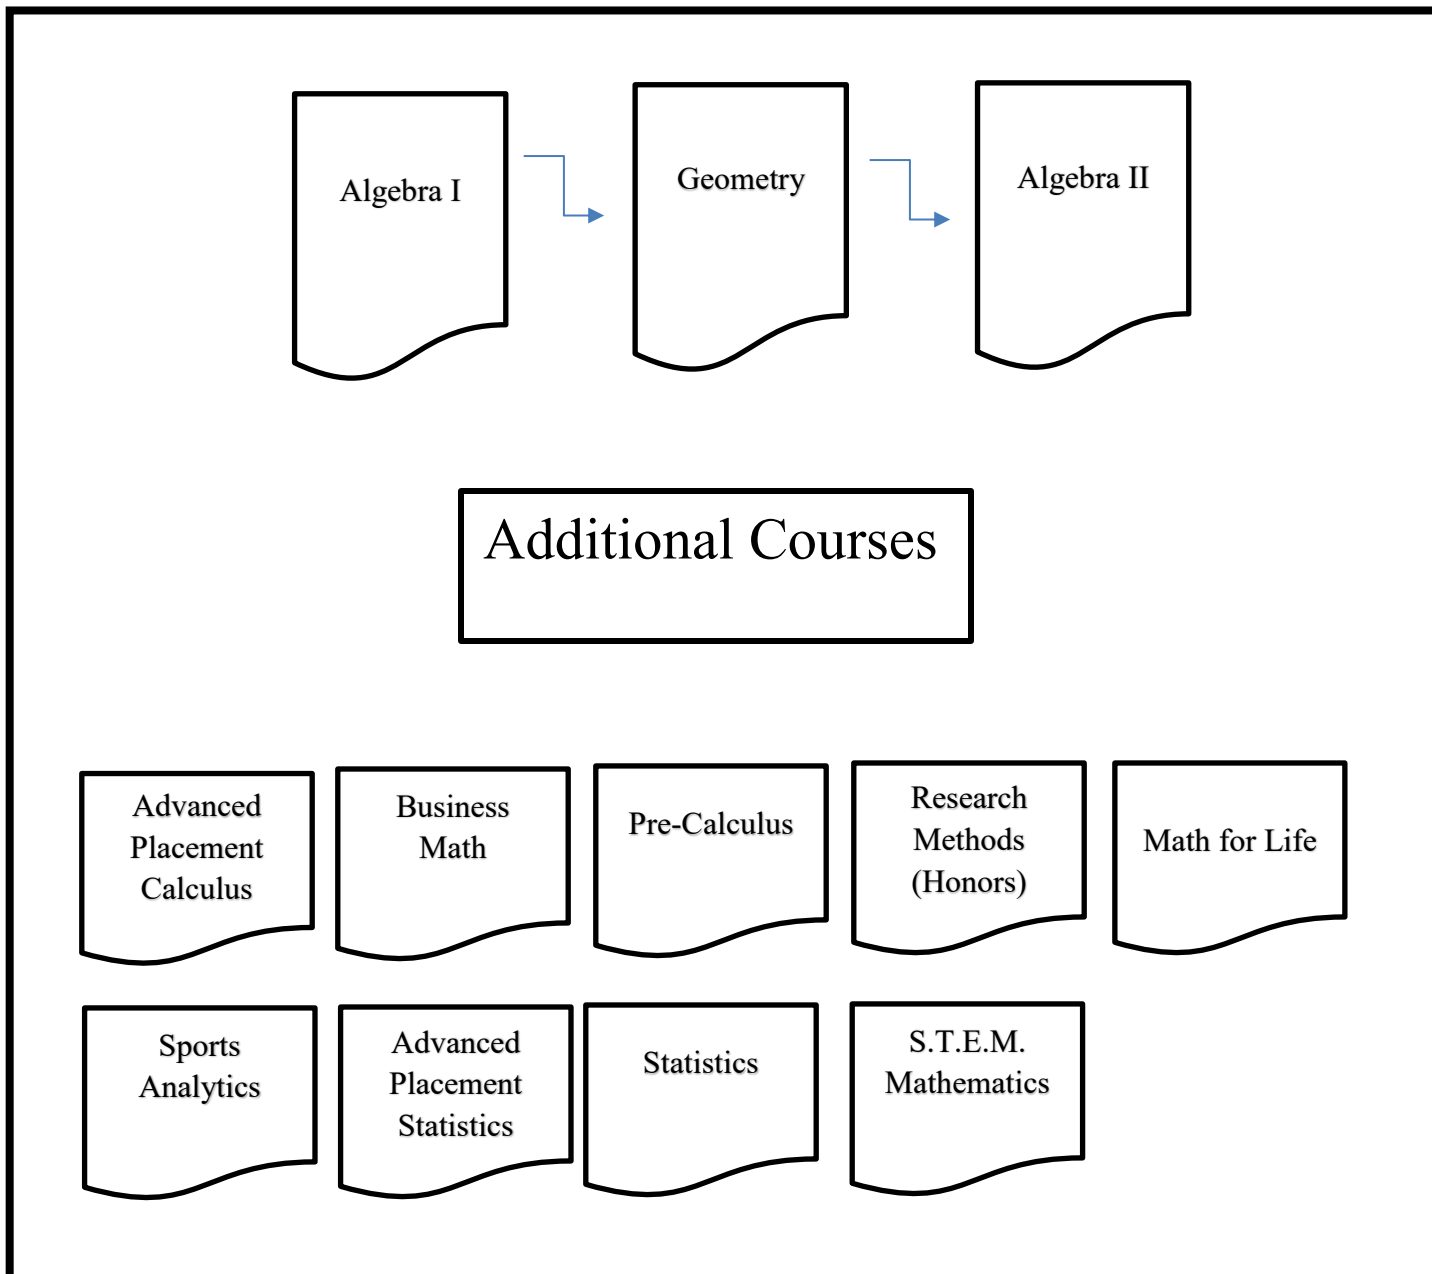 Algebra I
Geometry
Algebra II
Additional Courses
Advanced
Placement
Calculus
Business
Math
Pre-Calculus
Research
Methods
(Honors)
Math for Life
Sports
Analytics
Advanced
Placement
Statistics
Statistics
S.T.E.M.
Mathematics